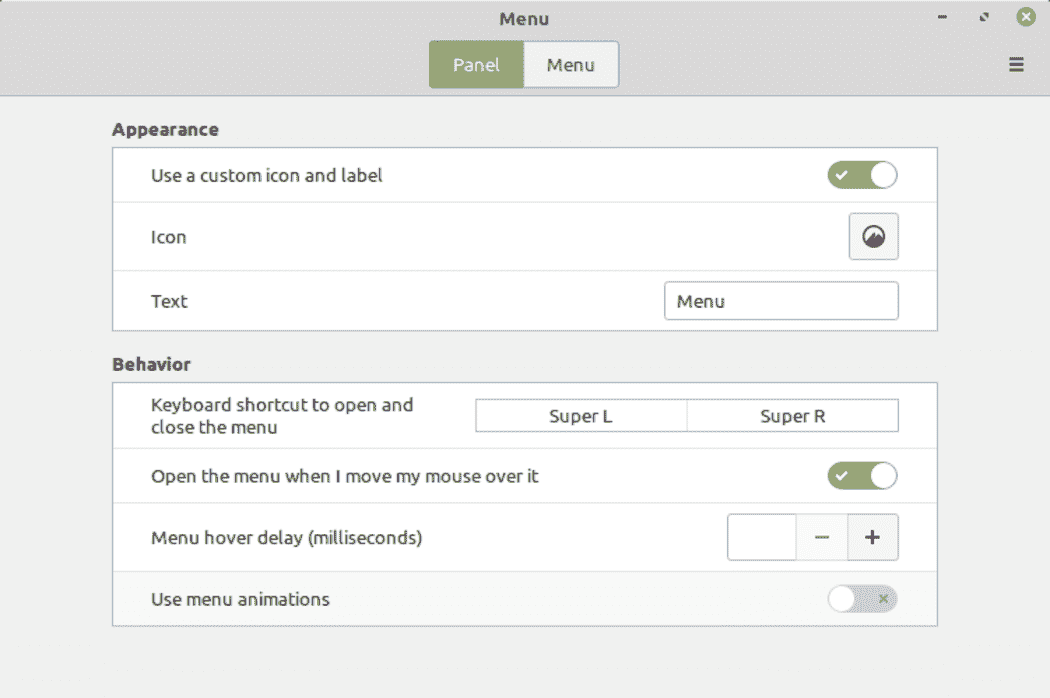 Menu
Panel Menu
Appearance
Use a custom icon and label
Icon
Text Menu
Behavior
Keyboard shortcut to open and
close the menu
Super L Super R
Open the menu when I move my mouse over it
Menu hover delay (milliseconds)
Use menu animations